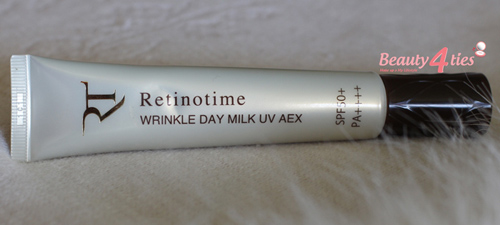 Beauty4ties
RT
Retinotime
WRINKLE DAY MILK UV AEX
SPF50+
PA++++